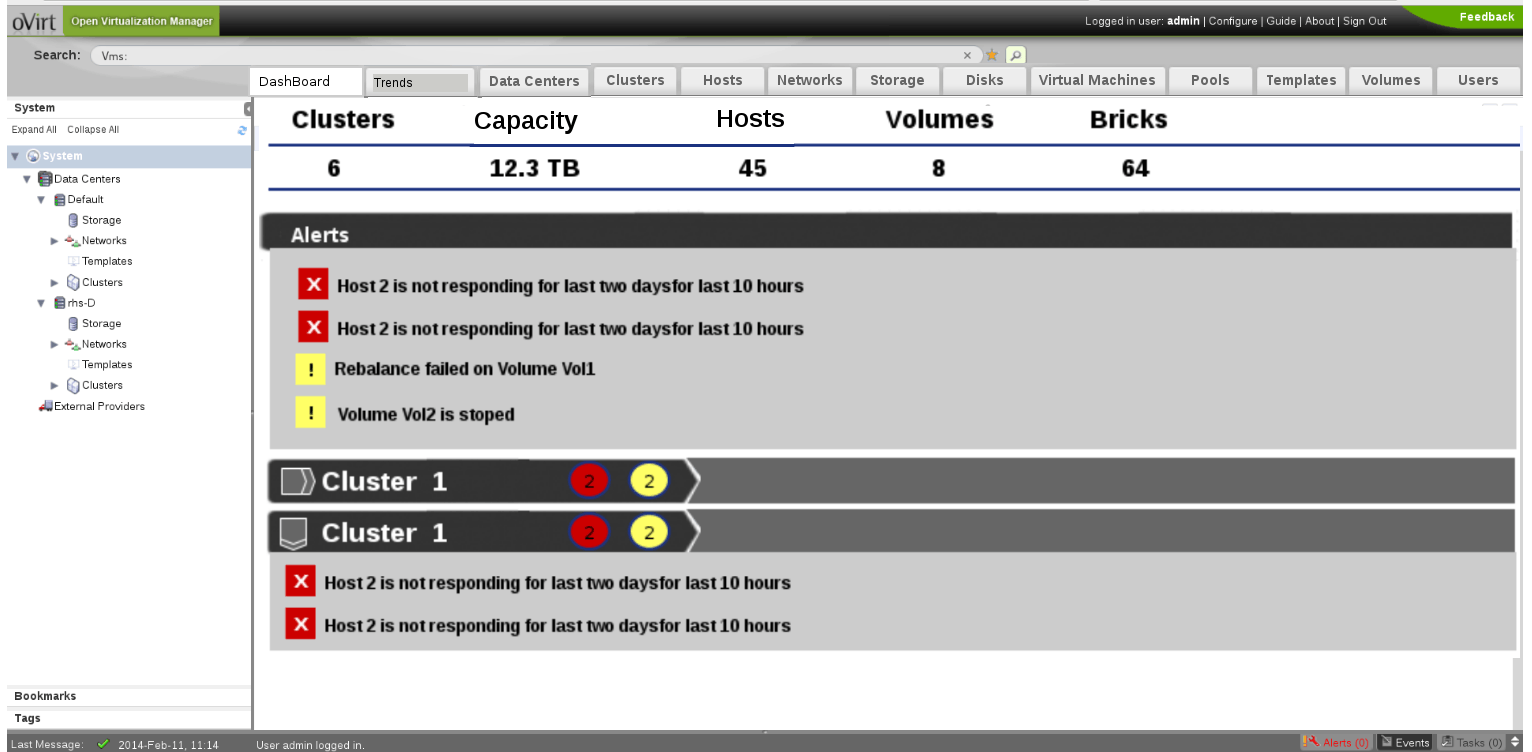 oVirt Open Virtualization Manager
Logged in user: admin | Configure | Guide | About | Sign Out
Feedback
Search: Vms:
DashBoard Trends Data Centers Clusters Hosts Networks Storage Disks Virtual Machines Pools Templates Volumes Users
System
Expand All Collapse All
System
Data Centers
Default
Storage
Networks
Templates
Clusters
rhs-D
Storage
Networks
Templates
Clusters
External Providers
Bookmarks
Tags
Clusters Capacity Hosts Volumes Bricks
6 12.3 TB 45 8 64
Alerts
X Host 2 is not responding for last two daysfor last 10 hours
X Host 2 is not responding for last two daysfor last 10 hours
! Rebalance failed on Volume Vol1
! Volume Vol2 is stoped
Cluster 1 2 2
Cluster 1 2 2
X Host 2 is not responding for last two daysfor last 10 hours
X Host 2 is not responding for last two daysfor last 10 hours
Last Message: 2014-Feb-11, 11:14 User admin logged in.
Alerts (0) Events Tasks (0)